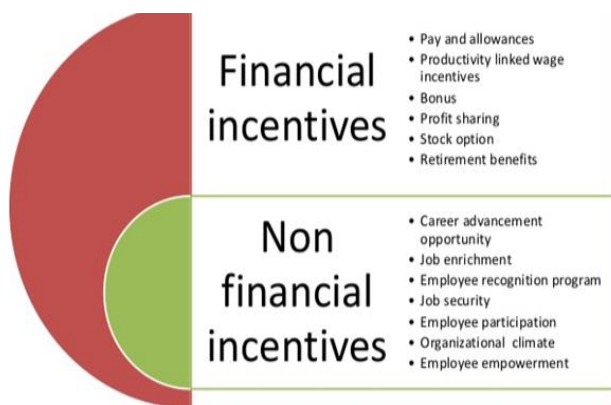 Financial
incentives
• Pay and allowances
• Productivity linked wage
incentives
• Bonus
• Profit sharing
• Stock option
• Retirement benefits
Non
financial
incentives
• Career advancement
opportunity
• Job enrichment
• Employee recognition program
• Job security
• Employee participation
• Organizational climate
• Employee empowerment